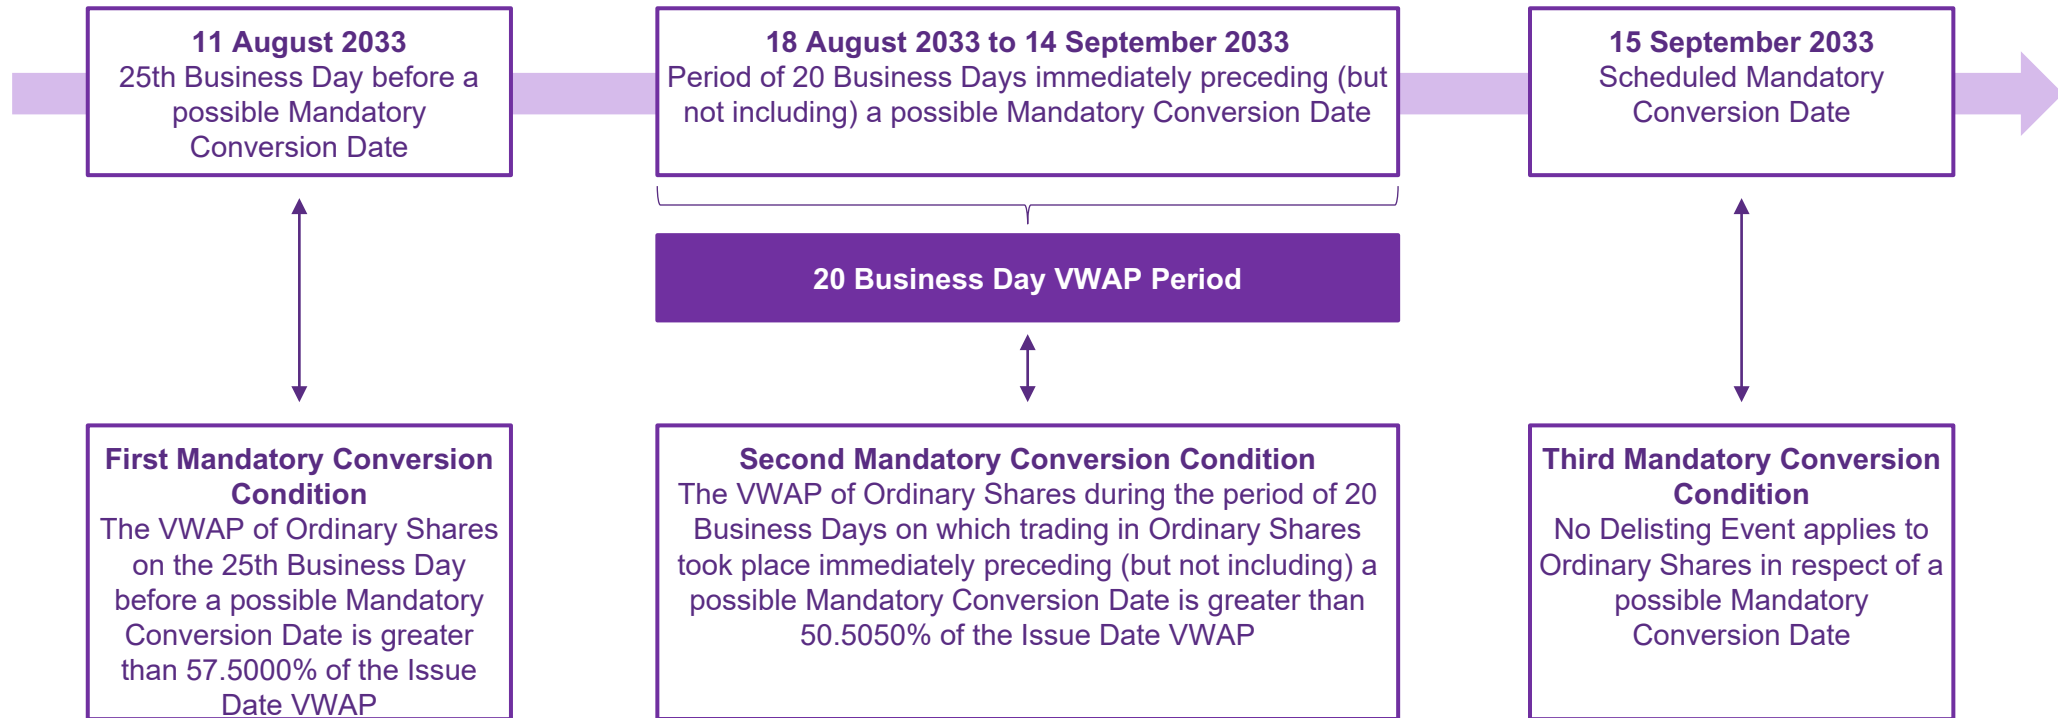 11 August 2033
25th Business Day before a
possible Mandatory
Conversion Date
18 August 2033 to 14 September 2033
Period of 20 Business Days immediately preceding (but
not including) a possible Mandatory Conversion Date
15 September 2033
Scheduled Mandatory
Conversion Date
20 Business Day VWAP Period
First Mandatory Conversion
Condition
The VWAP of Ordinary Shares
on the 25th Business Day
before a possible Mandatory
Conversion Date is greater
than 57.5000% of the Issue
Date VWAP
Second Mandatory Conversion Condition
The VWAP of Ordinary Shares during the period of 20
Business Days on which trading in Ordinary Shares
took place immediately preceding (but not including) a
possible Mandatory Conversion Date is greater than
50.5050% of the Issue Date VWAP
Third Mandatory Conversion
Condition
No Delisting Event applies to
Ordinary Shares in respect of a
possible Mandatory
Conversion Date